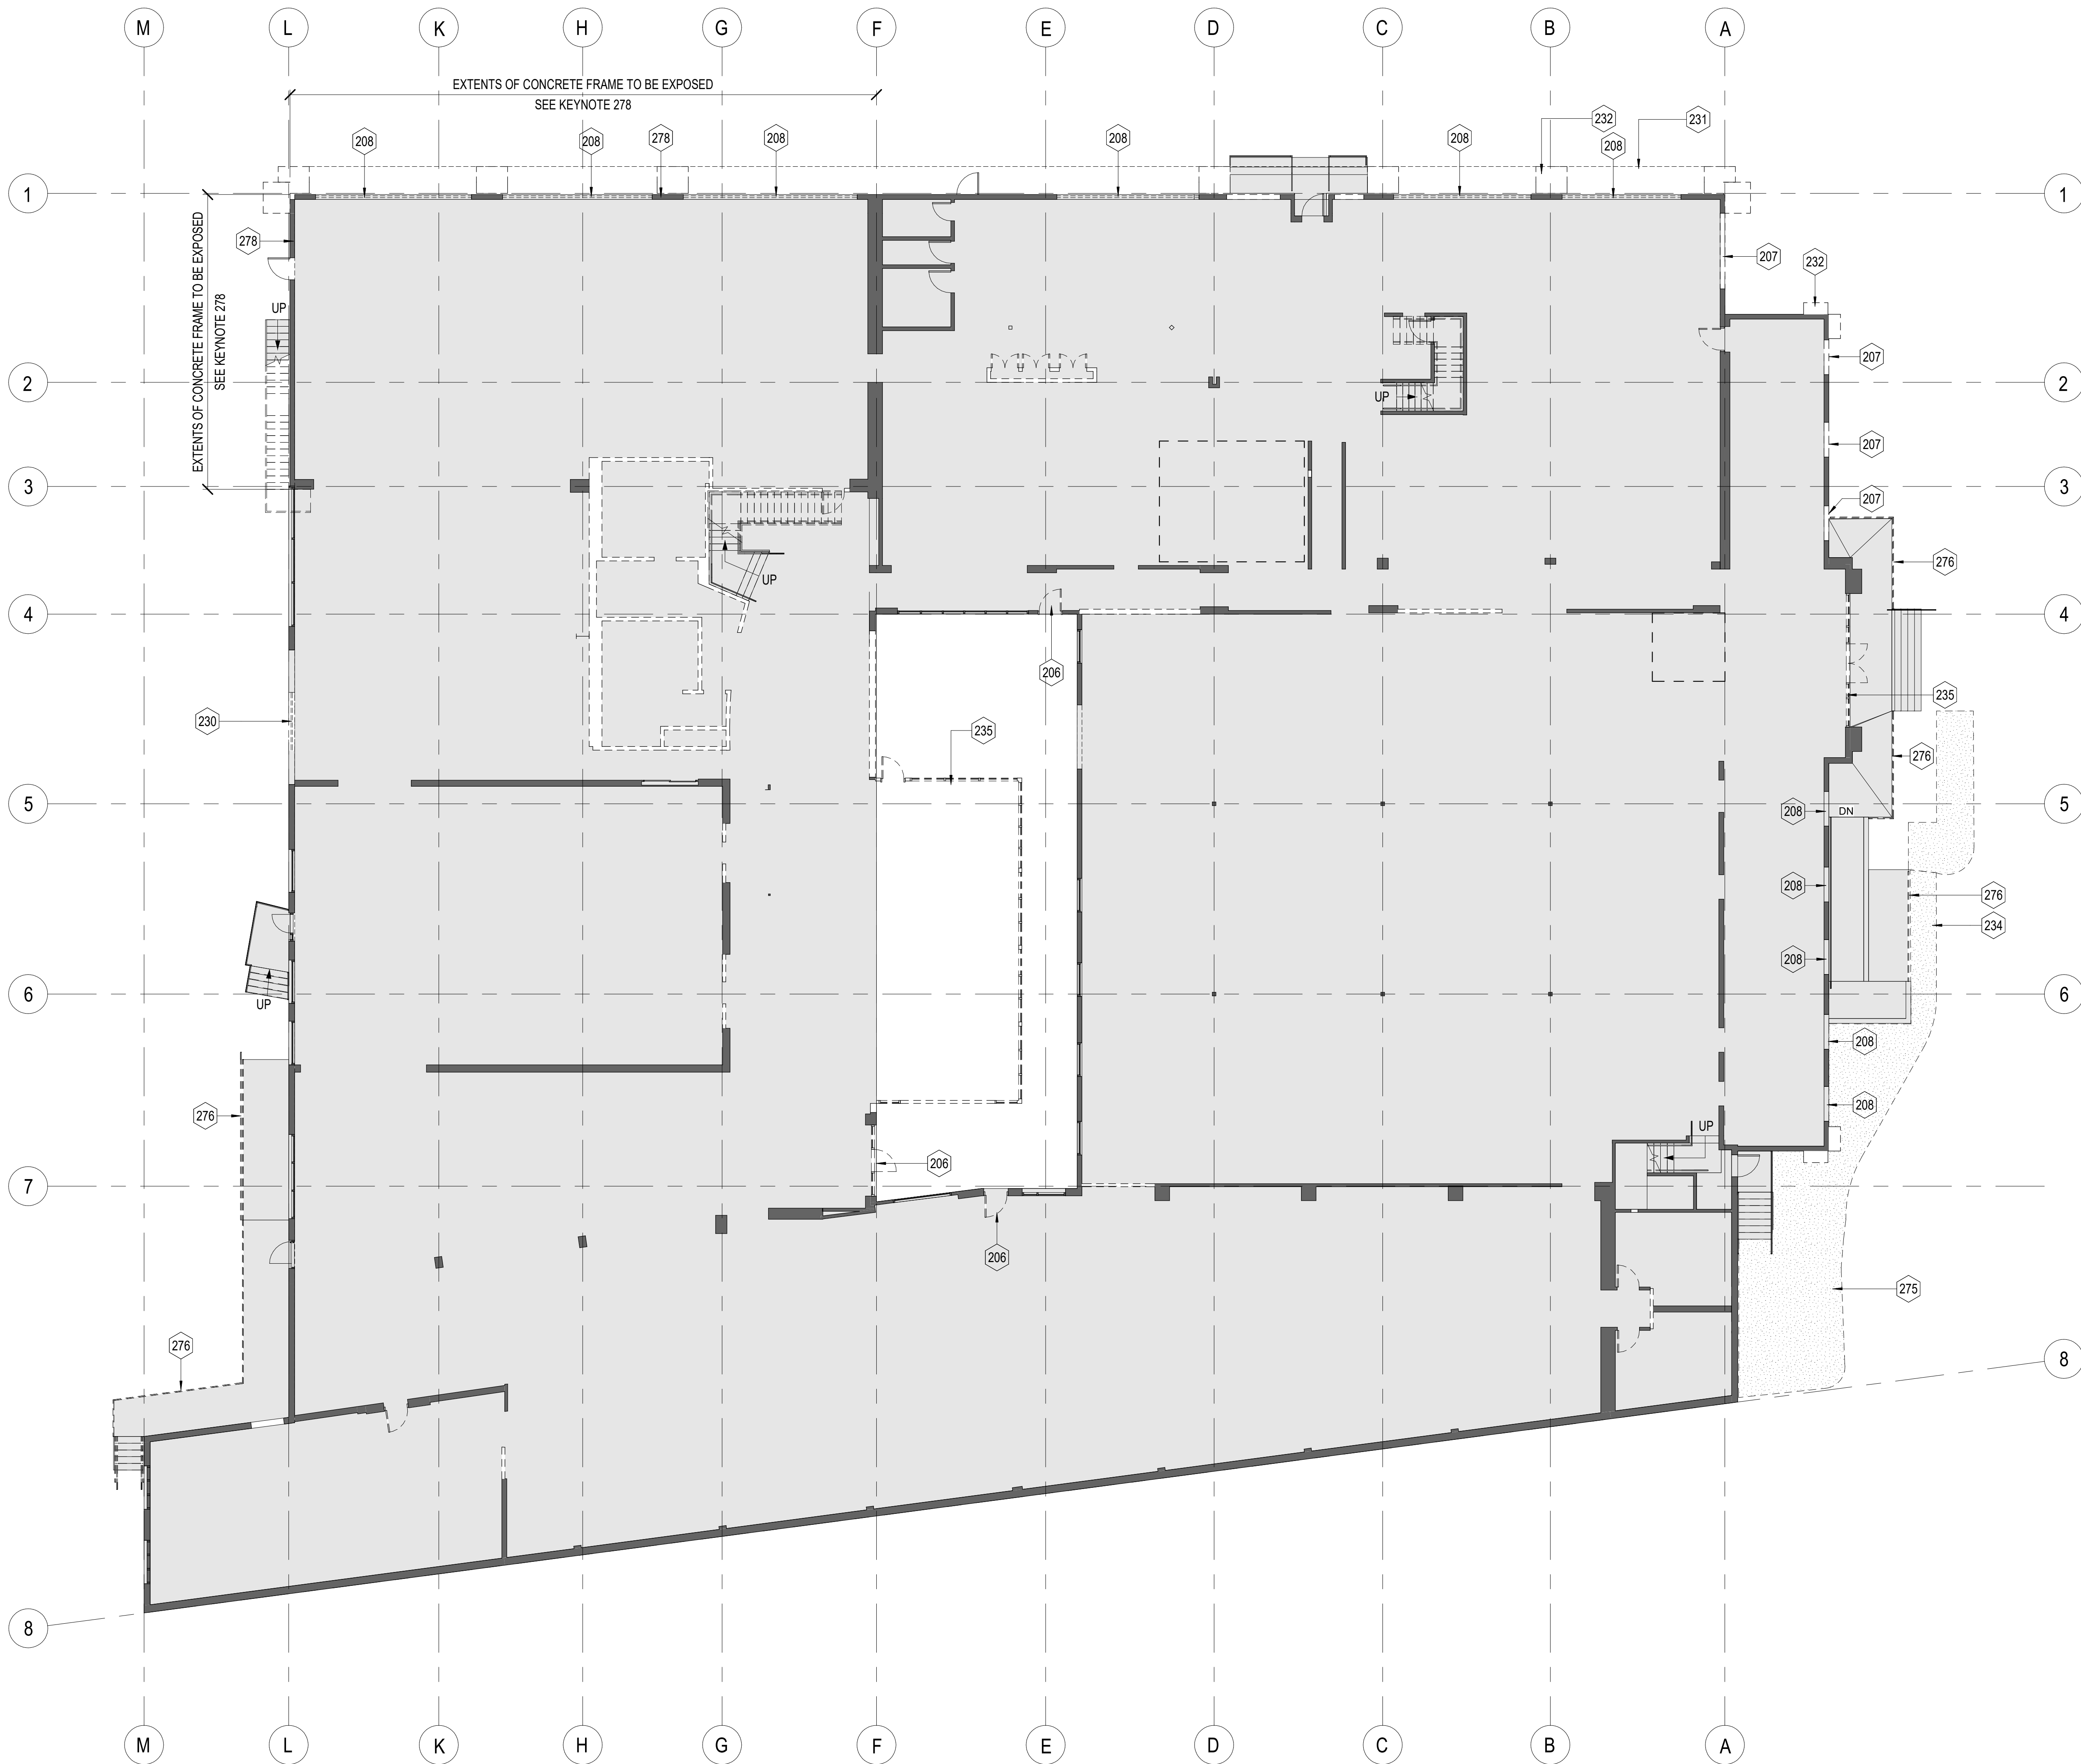 M L K H G F E D C B A
EXTENTS OF CONCRETE FRAME TO BE EXPOSED
SEE KEYNOTE 278
232 231
208 208 278 208 208 208 208
1 1
EXTENTS OF CONCRETE FRAME TO BE EXPOSED
SEE KEYNOTE 278
278 207
232
UP
207
2 2
UP
207
3 3
207
276
UP
4 4
206
235
230 235
276
5 5
208 DN
208
276
234
208
6 6
UP
208
208
276
UP
206
7 7
206
275
276
8
8
M L K H G F E D C B A